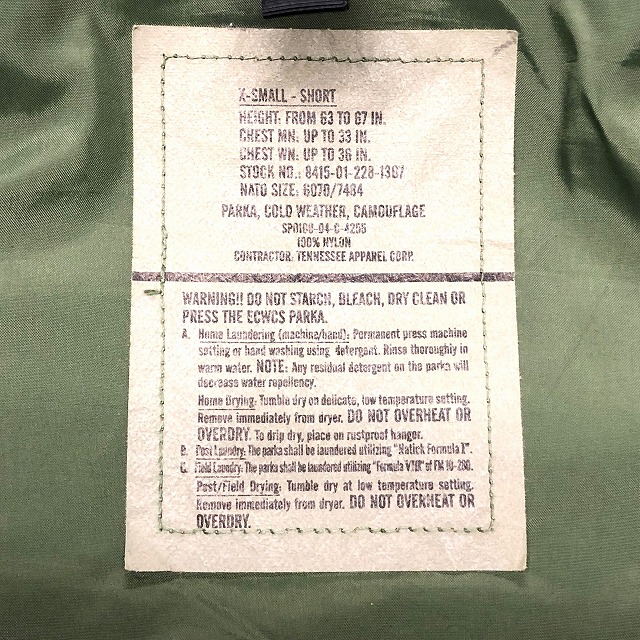 X-SMALL - SHORT
HEIGHT: FROM 63 TO 67 IN.
CHEST MN: UP TO 33 IN.
CHEST WN: UP TO 36 IN.
STOCK NO.: 8415-01-228-1307
NATO SIZE: 6070/7484
PARKA, COLD WEATHER, CAMOUFLAGE
SP0100-04-C-4255
100% NYLON
CONTRACTOR: TENNESSEE APPAREL CORP.
WARNING!! DO NOT STARCH, BLEACH, DRY CLEAN OR
PRESS THE ECWCS PARKA.
A. Home Laundering (machine/hand): Permanent press machine
setting or hand washing using detergent. Rinse thoroughly in
warm water. NOTE: Any residual detergent on the parka will
decrease water repellency.
Home Drying: Tumble dry on delicate, low temperature setting.
Remove immediately from dryer. DO NOT OVERHEAT OR
OVERDRY. To drip dry, place on rustproof hanger.
B. Post Laundry: The parka shall be laundered utilizing "Natick Formula I".
C. Field Laundry: The parka shall be laundered utilizing "Formula VIII" of FM 10-280.
Post/Field Drying: Tumble dry at low temperature setting.
Remove immediately from dryer. DO NOT OVERHEAT OR
OVERDRY.